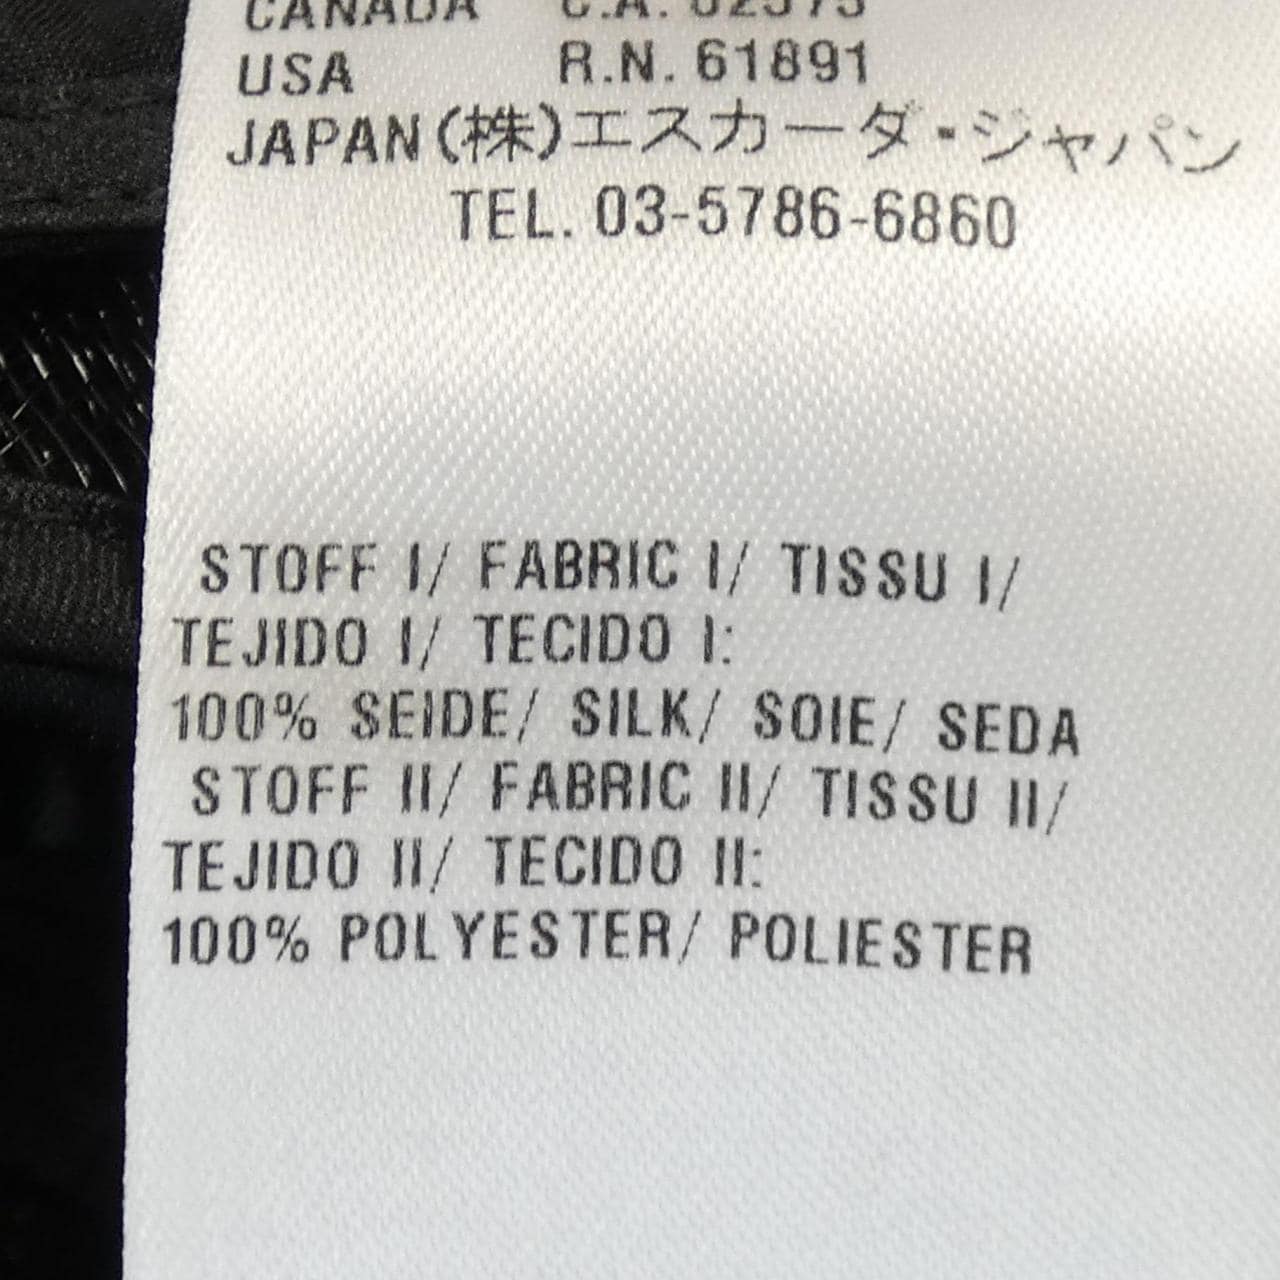 CANADA C.A. 02575
USA R.N. 61891
JAPAN (株)エスカーダ・ジャパン
TEL. 03-5786-6860
STOFF I/ FABRIC I/ TISSU I/
TEJIDO I/ TECIDO I:
100% SEIDE/ SILK/ SOIE/ SEDA
STOFF II/ FABRIC II/ TISSU II/
TEJIDO II/ TECIDO II:
100% POLYESTER/ POLIESTER